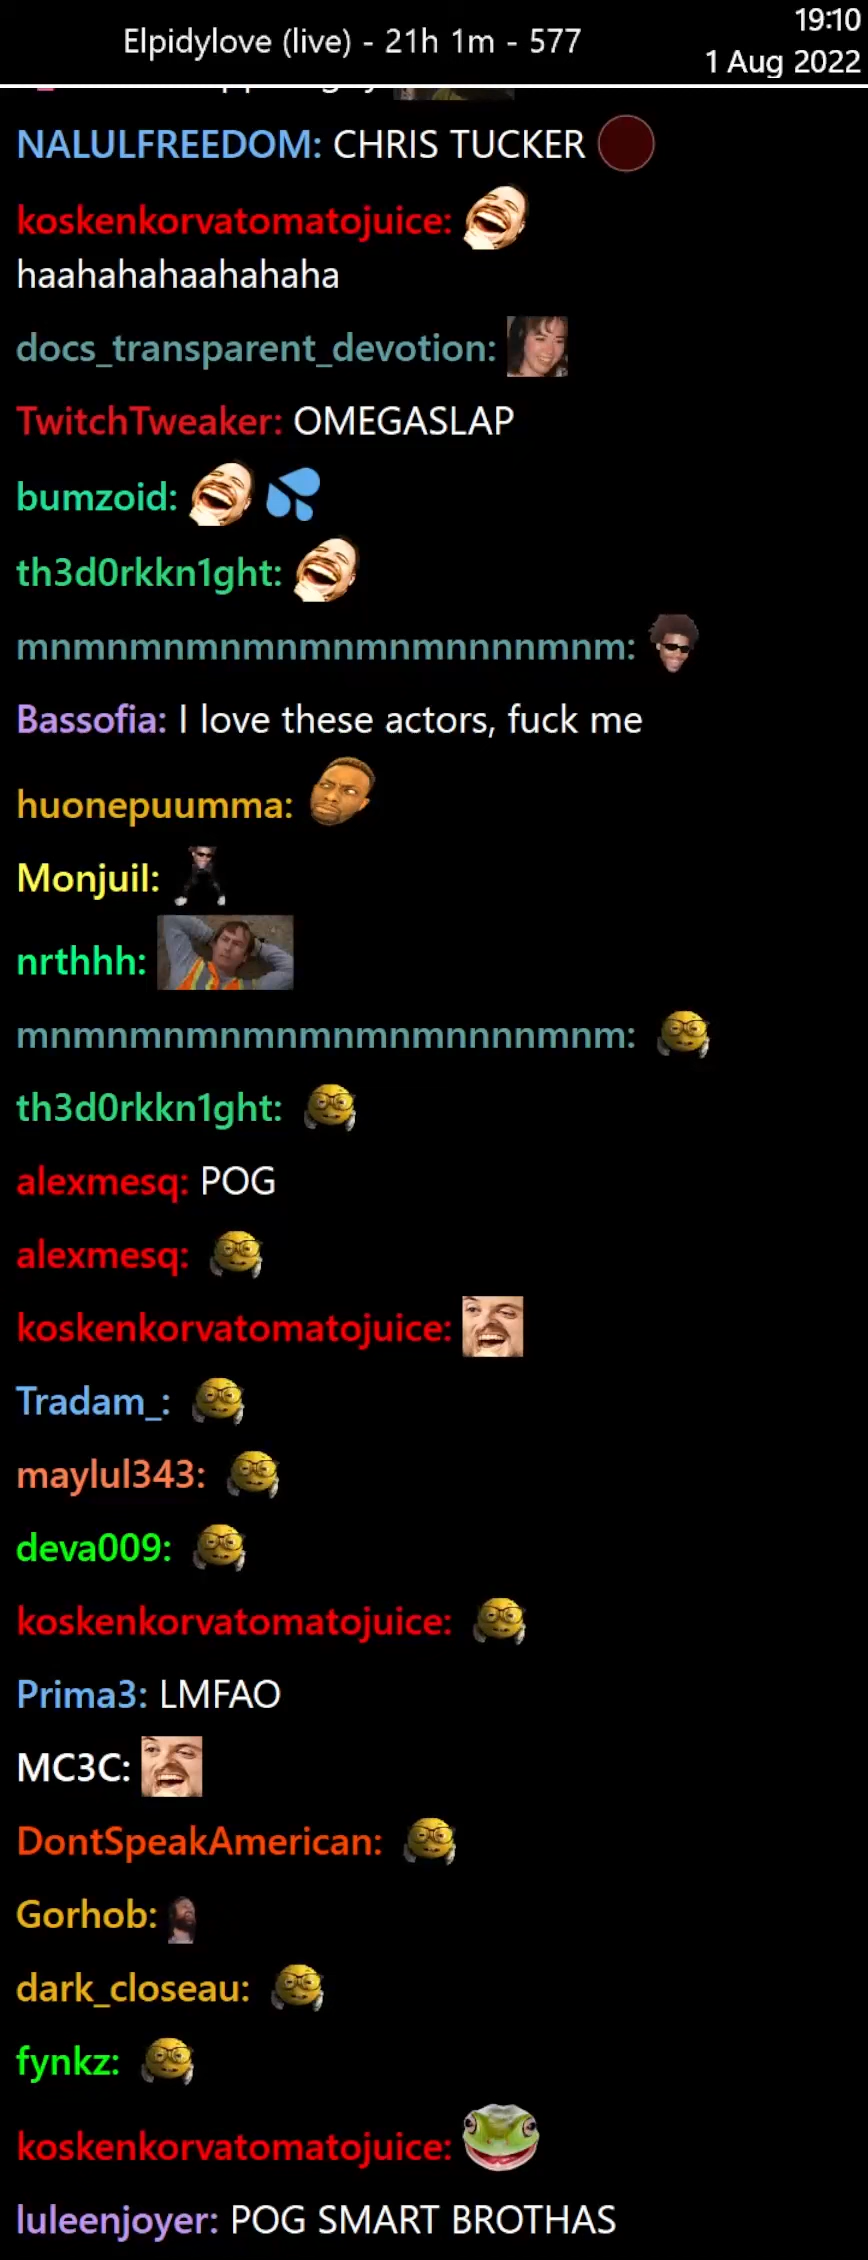 Elpidylove (live) - 21h 1m - 577
19:10
1 Aug 2022
NALULFREEDOM: CHRIS TUCKER
koskenkorvatomatojuice:
haahahahaahahaha
docs_transparent_devotion:
TwitchTweaker: OMEGASLAP
bumzoid:
th3d0rkkn1ght:
mnmnmnmnmnmnmnmnmnnnmnm:
Bassofia: I love these actors, fuck me
huonepuumma:
Monjuil:
nrthhh:
mnmnmnmnmnmnmnmnmnnnmnm:
th3d0rkkn1ght:
alexmesq: POG
alexmesq:
koskenkorvatomatojuice:
Tradam_:
maylul343:
deva009:
koskenkorvatomatojuice:
Prima3: LMFAO
MC3C:
DontSpeakAmerican:
Gorhob:
dark_closeau:
fynkz:
koskenkorvatomatojuice:
luleenjoyer: POG SMART BROTHAS